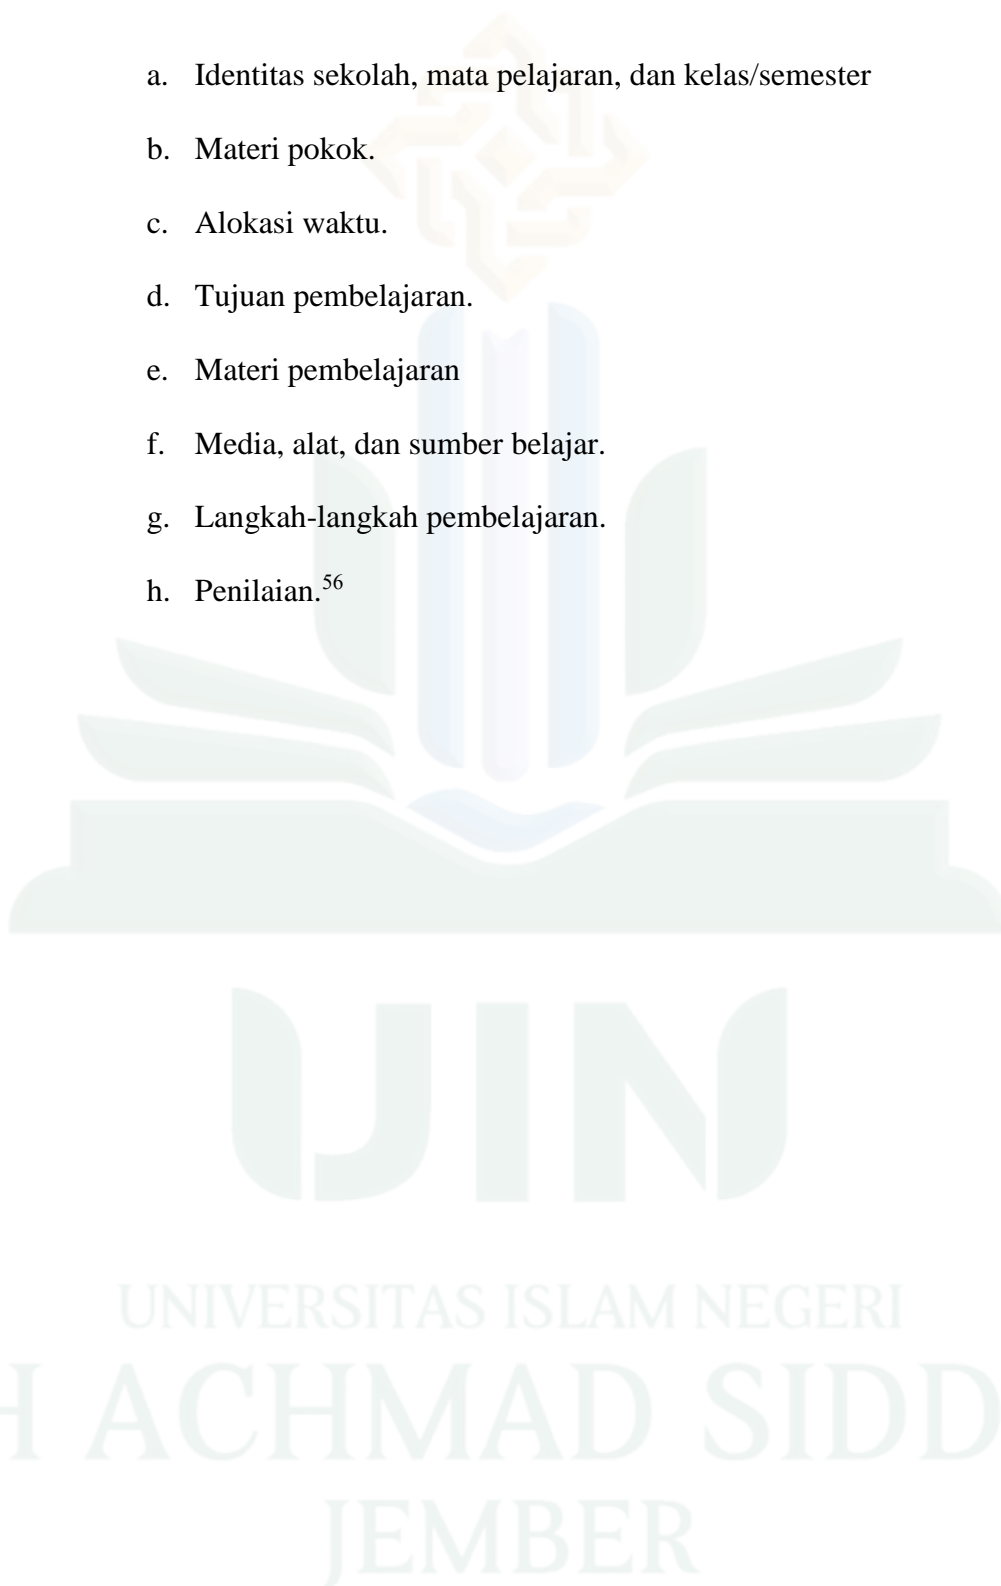 a. Identitas sekolah, mata pelajaran, dan kelas/semester
b. Materi pokok.
c. Alokasi waktu.
d. Tujuan pembelajaran.
e. Materi pembelajaran
f. Media, alat, dan sumber belajar.
g. Langkah-langkah pembelajaran.
h. Penilaian.56
UIN
UNIVERSITAS ISLAM NEGERI
H ACHMAD SIDD
JEMBER